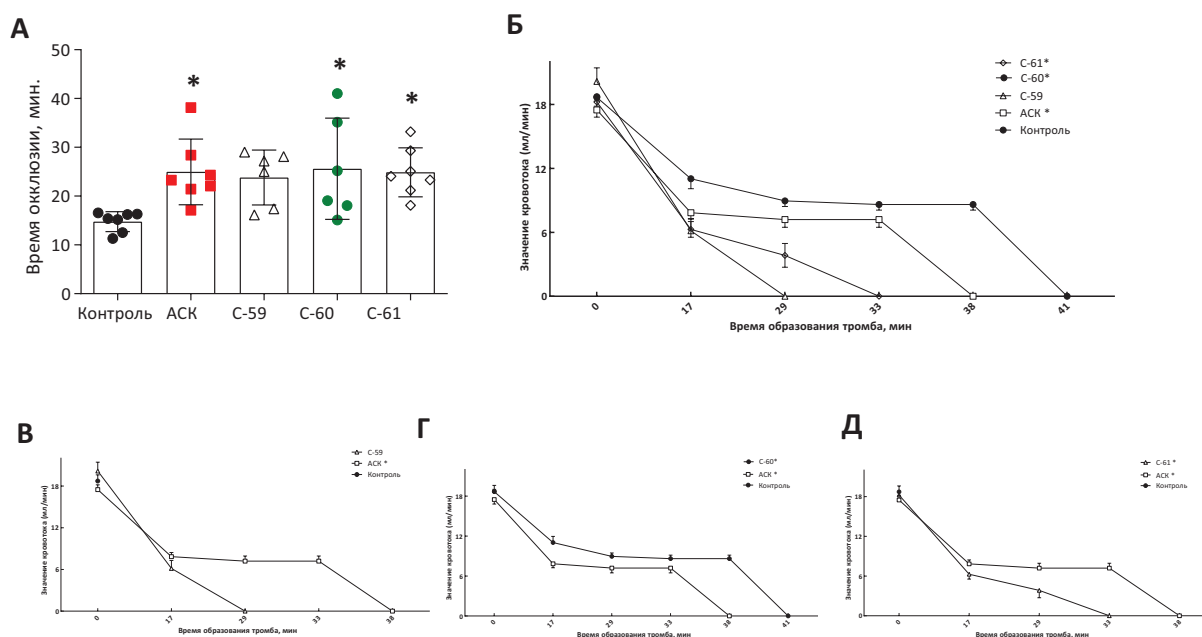 А
Время окклюзии, мин.
50
40
30
20
10
0
*
*
*
Контроль АСК С-59 С-60 С-61
Б
Значение кровотока (мл/мин)
18
12
6
0
С-61*
С-60*
С-59
АСК *
Контроль
0 17 29 33 38 41
Время образования тромба, мин
В
Значение кровотока (мл/мин)
18
12
6
0
С-59
АСК *
Контроль
0 17 29 33 38
Время образования тромба, мин
Г
Значение кровотока (мл/мин)
18
12
6
0
С-60*
АСК *
Контроль
0 17 29 33 38 41
Время образования тромба, мин
Д
Значение кровотока (мл/мин)
18
12
6
0
С-61 *
АСК *
Контроль
0 17 29 33 38
Время образования тромба, мин